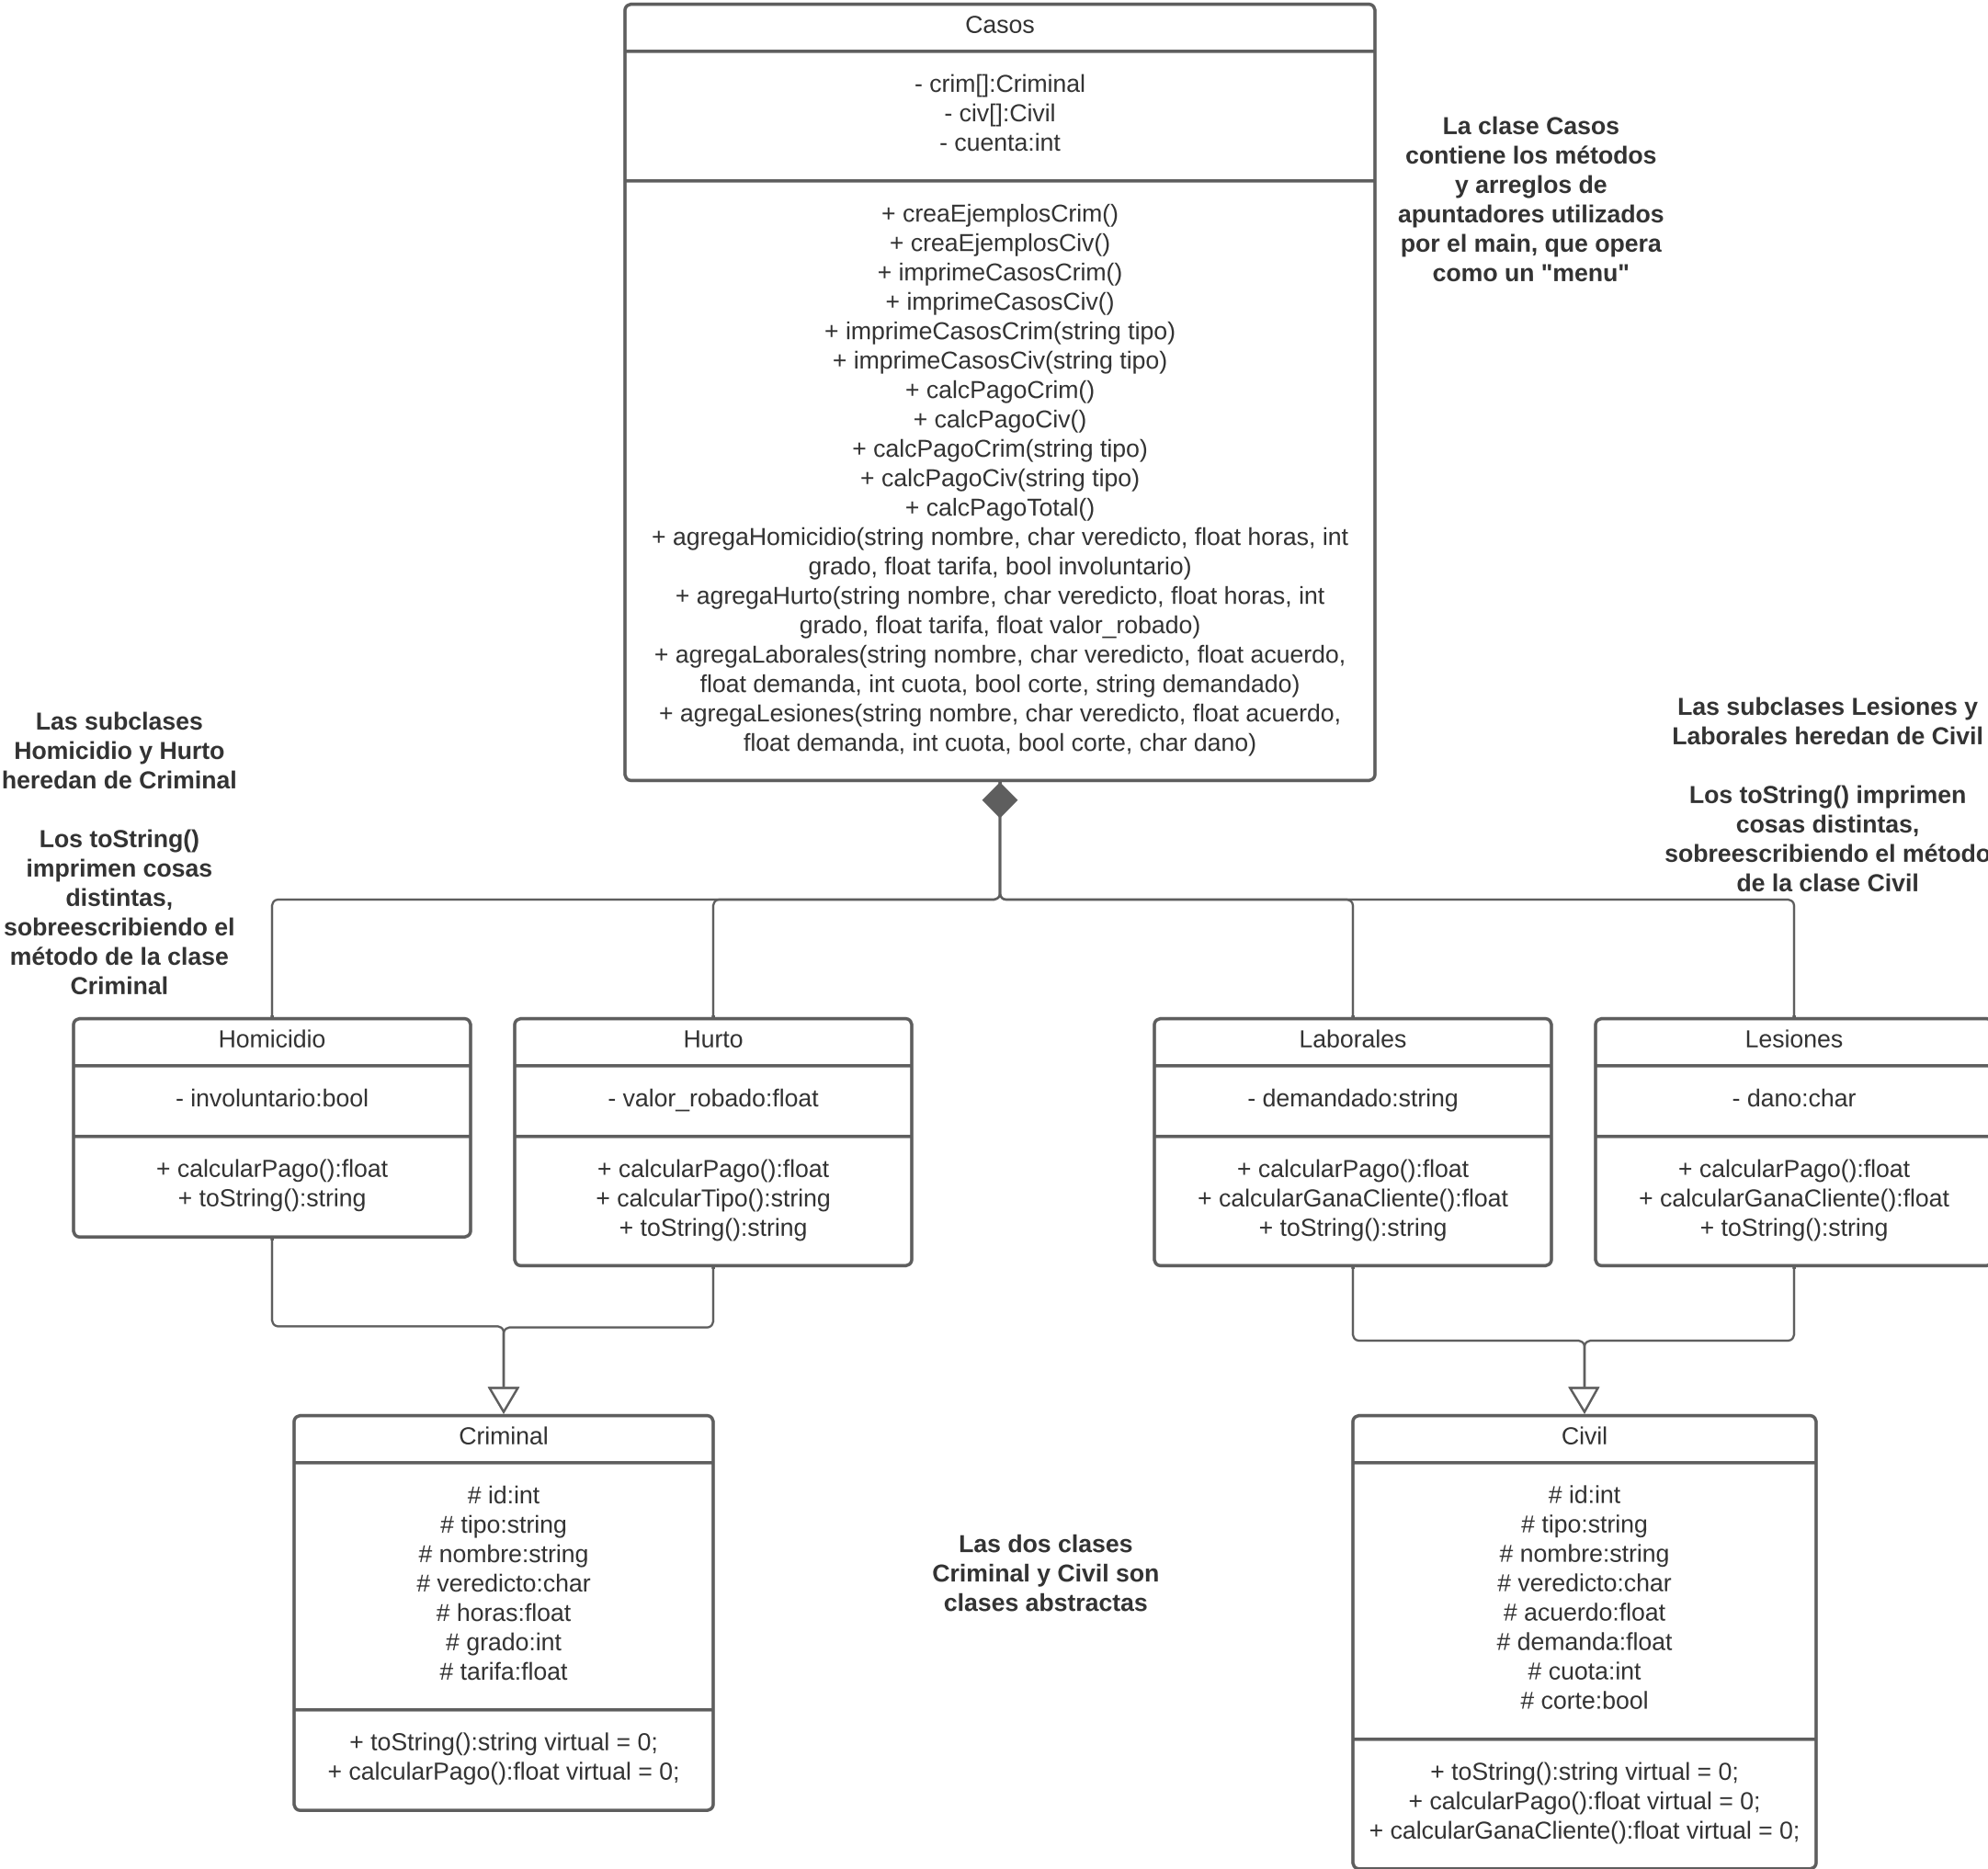 Casos
- crim[]:Criminal
- civ[]:Civil
- cuenta:int
+ creaEjemplosCrim()
+ creaEjemplosCiv()
+ imprimeCasosCrim()
+ imprimeCasosCiv()
+ imprimeCasosCrim(string tipo)
+ imprimeCasosCiv(string tipo)
+ calcPagoCrim()
+ calcPagoCiv()
+ calcPagoCrim(string tipo)
+ calcPagoCiv(string tipo)
+ calcPagoTotal()
+ agregaHomicidio(string nombre, char veredicto, float horas, int
grado, float tarifa, bool involuntario)
+ agregaHurto(string nombre, char veredicto, float horas, int
grado, float tarifa, float valor_robado)
+ agregaLaborales(string nombre, char veredicto, float acuerdo,
float demanda, int cuota, bool corte, string demandado)
+ agregaLesiones(string nombre, char veredicto, float acuerdo,
float demanda, int cuota, bool corte, char dano)
La clase Casos
contiene los métodos
y arreglos de
apuntadores utilizados
por el main, que opera
como un "menu"
Las subclases
Homicidio y Hurto
heredan de Criminal
Los toString()
imprimen cosas
distintas,
sobreescribiendo el
método de la clase
Criminal
Las subclases Lesiones y
Laborales heredan de Civil
Los toString() imprimen
cosas distintas,
sobreescribiendo el método
de la clase Civil
Homicidio
- involuntario:bool
+ calcularPago():float
+ toString():string
Hurto
- valor_robado:float
+ calcularPago():float
+ calcularTipo():string
+ toString():string
Laborales
- demandado:string
+ calcularPago():float
+ calcularGanaCliente():float
+ toString():string
Lesiones
- dano:char
+ calcularPago():float
+ calcularGanaCliente():float
+ toString():string
Criminal
# id:int
# tipo:string
# nombre:string
# veredicto:char
# horas:float
# grado:int
# tarifa:float
+ toString():string virtual = 0;
+ calcularPago():float virtual = 0;
Las dos clases
Criminal y Civil son
clases abstractas
Civil
# id:int
# tipo:string
# nombre:string
# veredicto:char
# acuerdo:float
# demanda:float
# cuota:int
# corte:bool
+ toString():string virtual = 0;
+ calcularPago():float virtual = 0;
+ calcularGanaCliente():float virtual = 0;